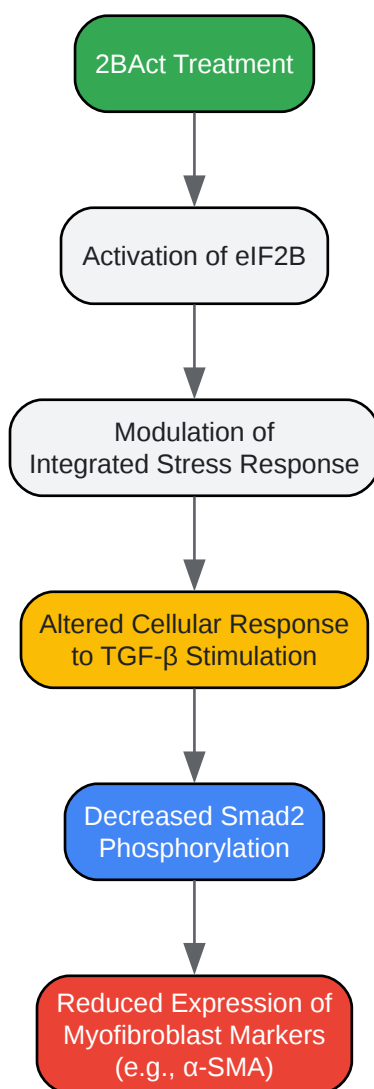 2BAct Treatment
Activation of eIF2B
Modulation of
Integrated Stress Response
Altered Cellular Response
to TGF-β Stimulation
Decreased Smad2
Phosphorylation
Reduced Expression of
Myofibroblast Markers
(e.g., α-SMA)